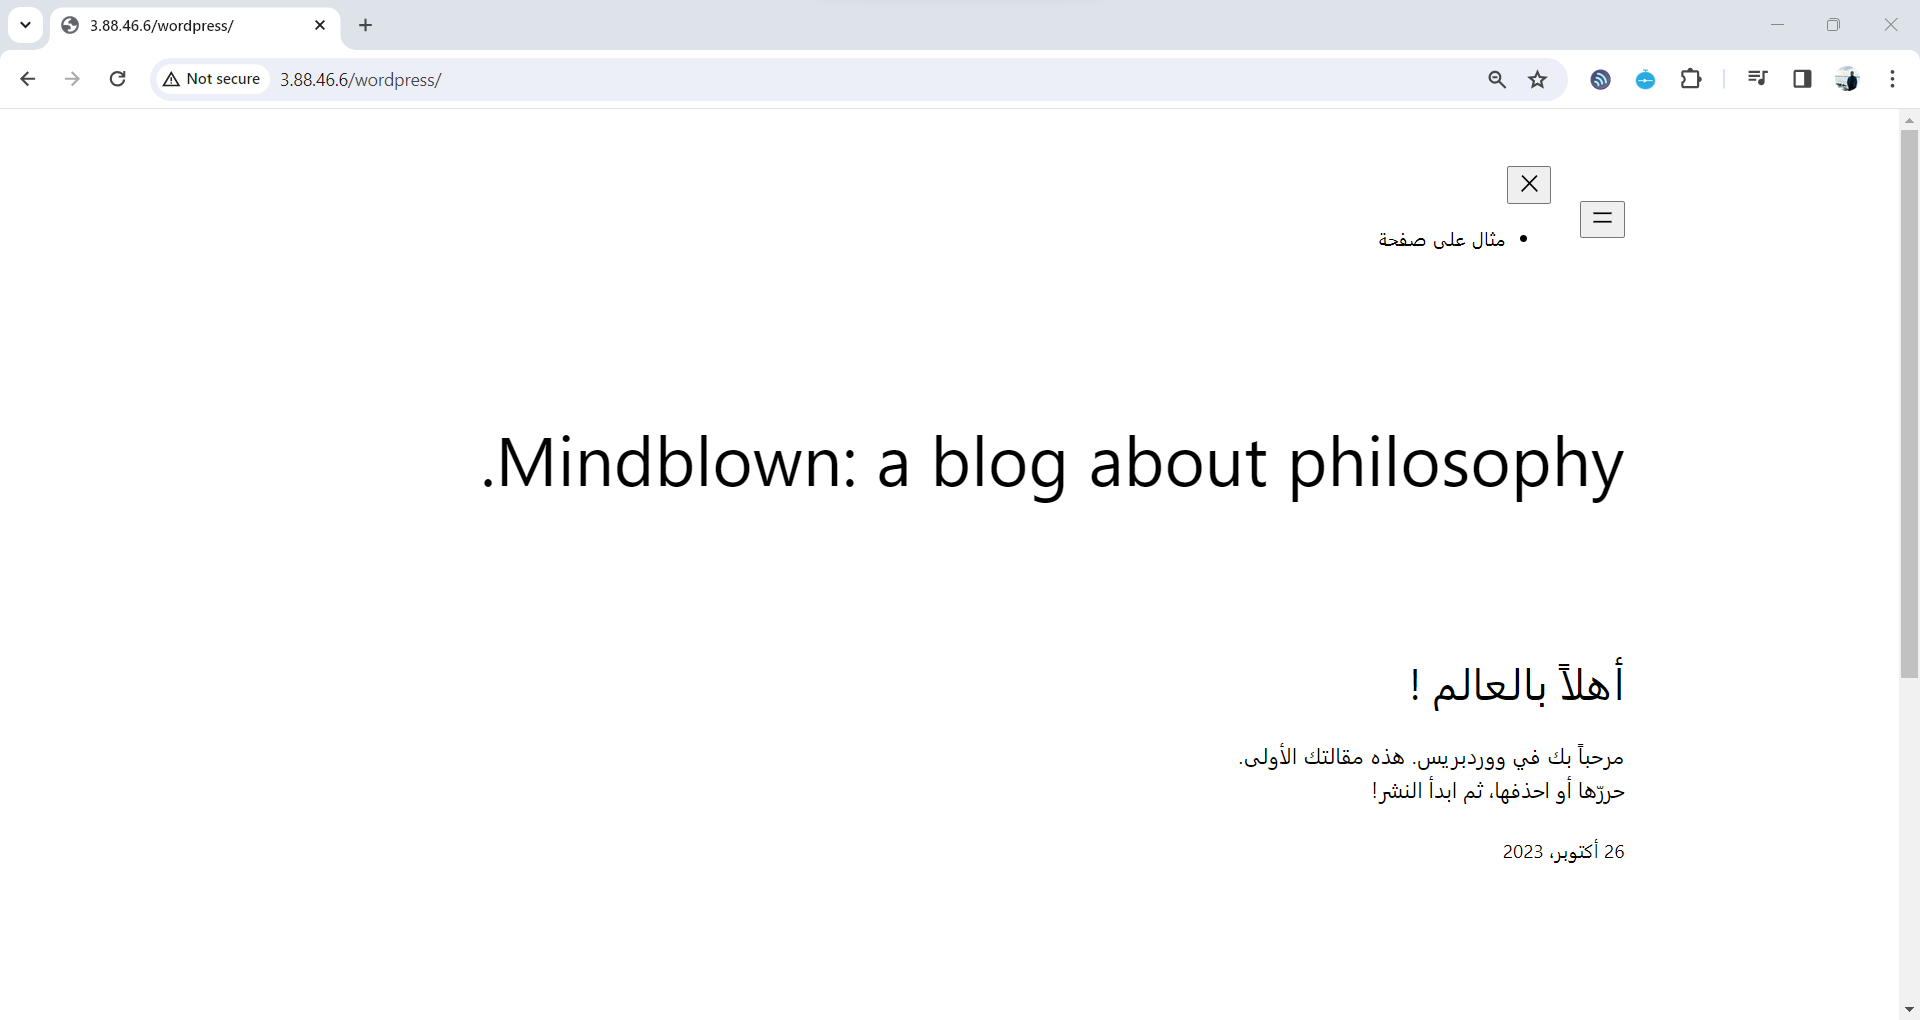 3.88.46.6/wordpress/
Not secure
3.88.46.6/wordpress/
مثال على صفحة
Mindblown: a blog about philosophy.
أهلاً بالعالم !
مرحباً بك في ووردبريس. هذه مقالتك الأولى.
حررّها أو احذفها، ثم ابدأ النشر!
26 أكتوبر، 2023